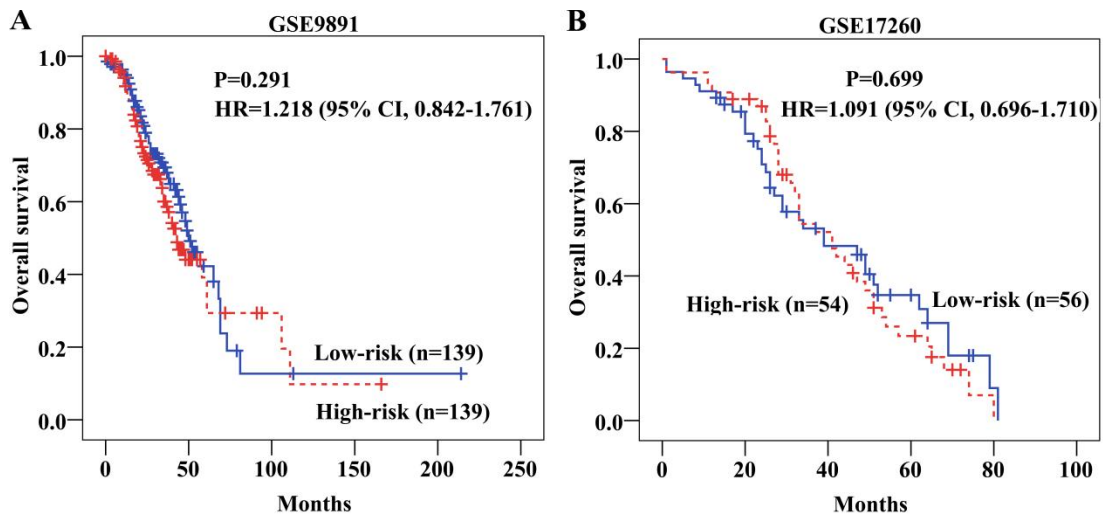 A
GSE9891
P=0.291
HR=1.218 (95% CI, 0.842-1.761)
Overall survival
1.0
0.8
0.6
0.4
0.2
0.0
Low-risk (n=139)
High-risk (n=139)
0
50
100
150
200
250
Months
B
GSE17260
P=0.699
HR=1.091 (95% CI, 0.696-1.710)
Overall survival
1.0
0.8
0.6
0.4
0.2
0.0
High-risk (n=54)
Low-risk (n=56)
0
20
40
60
80
100
Months